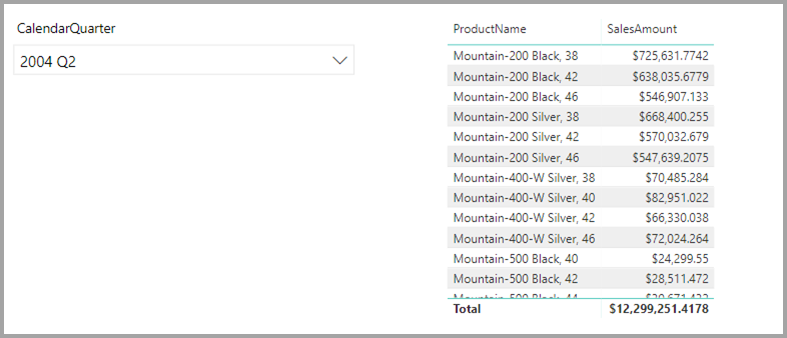 CalendarQuarter
2004 Q2
ProductName SalesAmount
Mountain-200 Black, 38 $725,631.7742
Mountain-200 Black, 42 $638,035.6779
Mountain-200 Black, 46 $546,907.133
Mountain-200 Silver, 38 $668,400.255
Mountain-200 Silver, 42 $570,032.679
Mountain-200 Silver, 46 $547,639.2075
Mountain-400-W Silver, 38 $70,485.284
Mountain-400-W Silver, 40 $82,951.022
Mountain-400-W Silver, 42 $66,330.038
Mountain-400-W Silver, 46 $72,024.264
Mountain-500 Black, 40 $24,299.55
Mountain-500 Black, 42 $28,511.472
Mountain-500 Black, 44
Total $12,299,251.4178